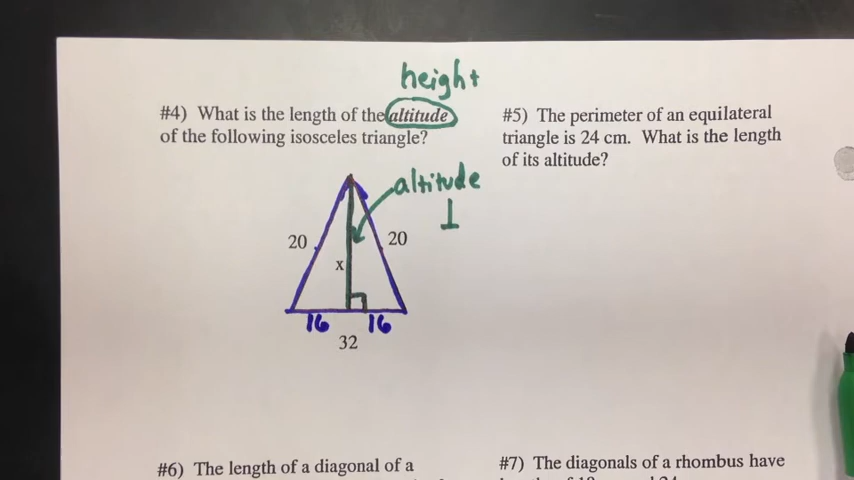 height
#4) What is the length of the altitude
of the following isosceles triangle?
altitude
⊥
20
20
x
16
16
32
#5) The perimeter of an equilateral
triangle is 24 cm. What is the length
of its altitude?
#6) The length of a diagonal of a
#7) The diagonals of a rhombus have